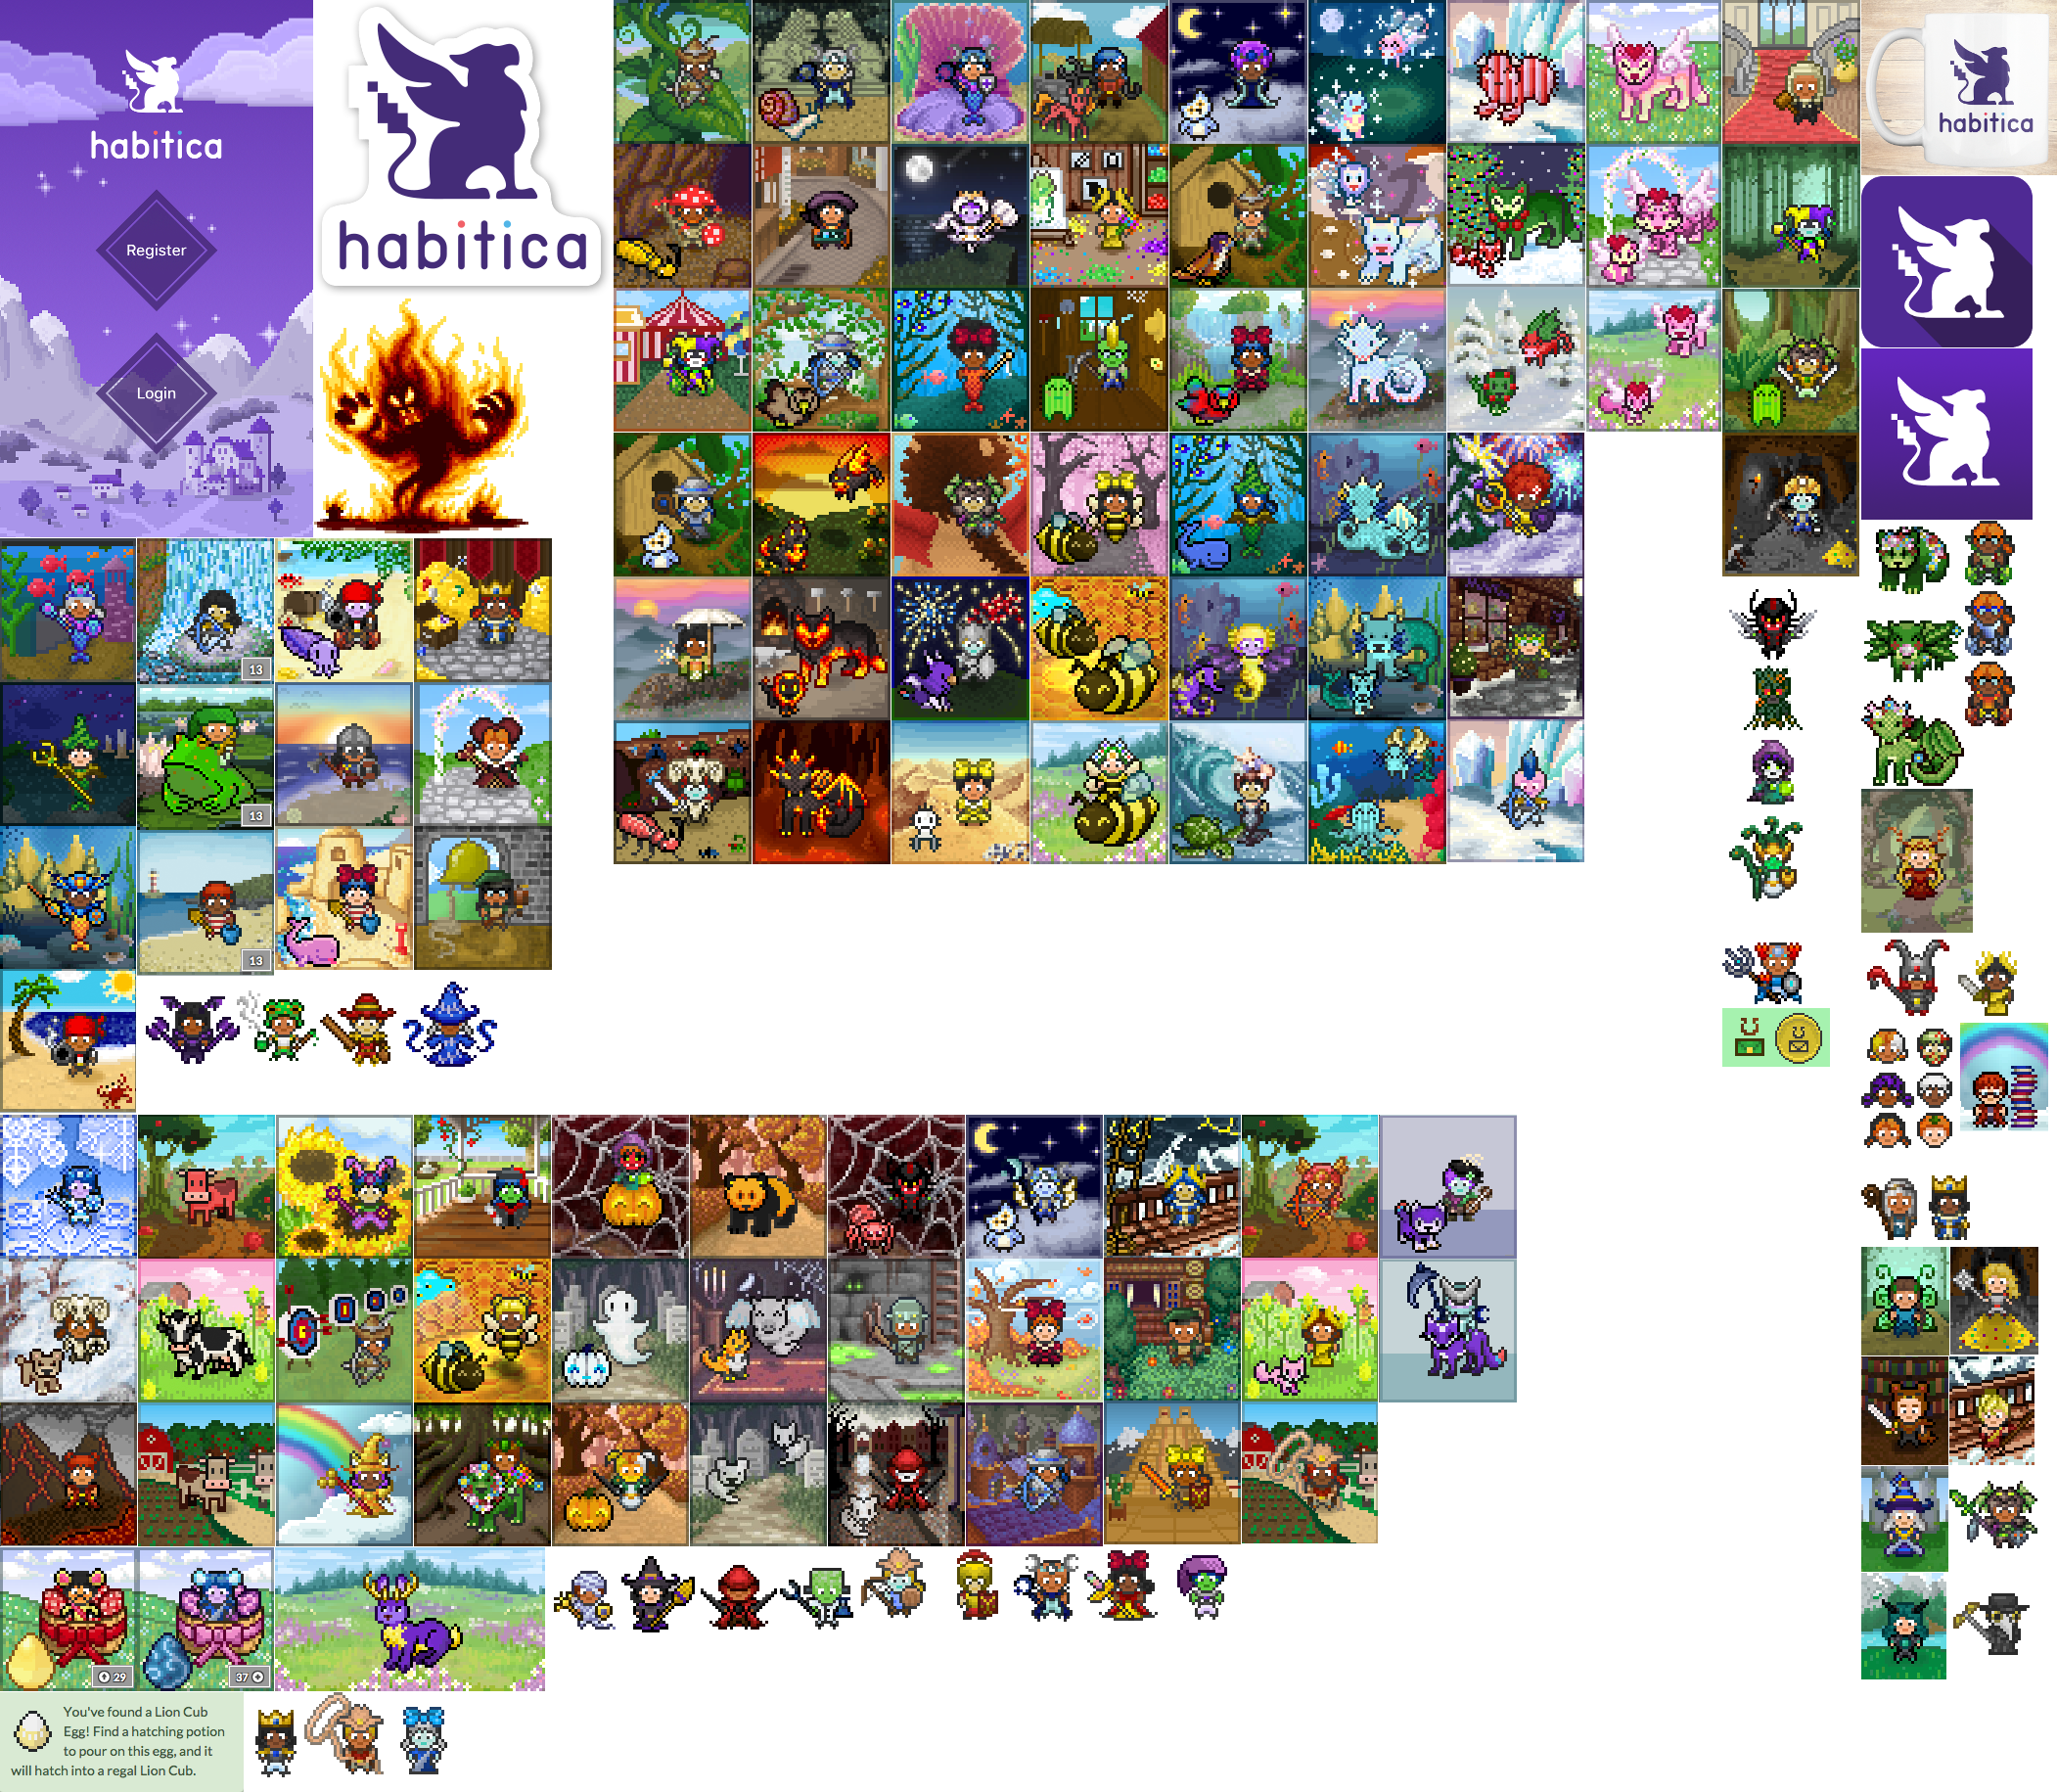 habitica
Register
Login
habitica
habitica
13
13
13
29
37
You've found a Lion Cub
Egg! Find a hatching potion
to pour on this egg, and it
will hatch into a regal Lion Cub.